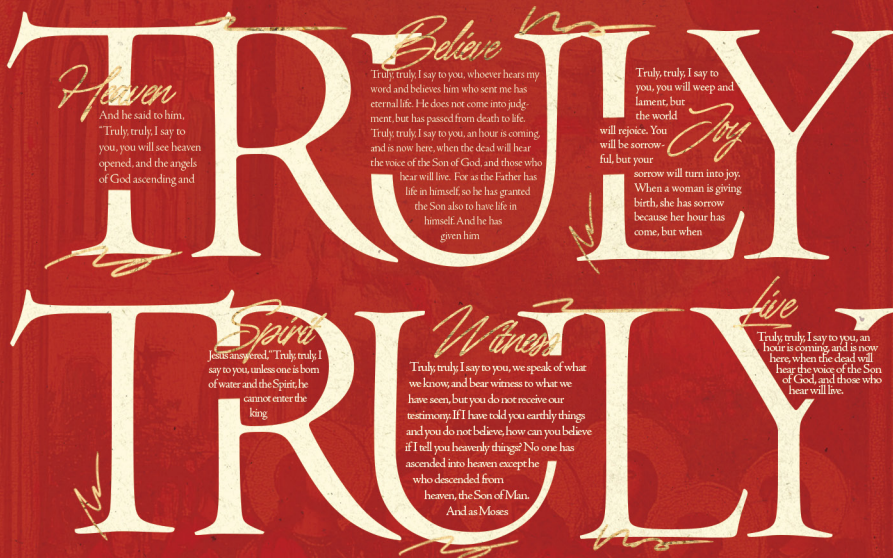 TRULY
Heaven
And he said to him,
"Truly, truly, I say to
you, you will see heaven
opened, and the angels
of God ascending and
Believe
Truly, truly, I say to you, whoever hears my
word and believes him who sent me has
eternal life. He does not come into judg-
ment, but has passed from death to life.
Truly, truly, I say to you, an hour is coming,
and is now here, when the dead will hear
the voice of the Son of God, and those who
hear will live. For as the Father has
life in himself, so he has granted
the Son also to have life in
himself. And he has
given him
Joy
Truly, truly, I say to
you, you will weep and
lament, but
the world
will rejoice. You
will be sorrow-
ful, but your
sorrow will turn into joy.
When a woman is giving
birth, she has sorrow
because her hour has
come, but when
TRULY
Spirit
Jesus answered, "Truly, truly, I
say to you, unless one is born
of water and the Spirit, he
cannot enter the
king
Witness
Truly, truly, I say to you, we speak of what
we know, and bear witness to what we
have seen, but you do not receive our
testimony. If I have told you earthly things
and you do not believe, how can you believe
if I tell you heavenly things? No one has
ascended into heaven except he
who descended from
heaven, the Son of Man.
And as Moses
Live
Truly, truly, I say to you, an
hour is coming, and is now
here, when the dead will
hear the voice of the Son
of God, and those who
hear will live.